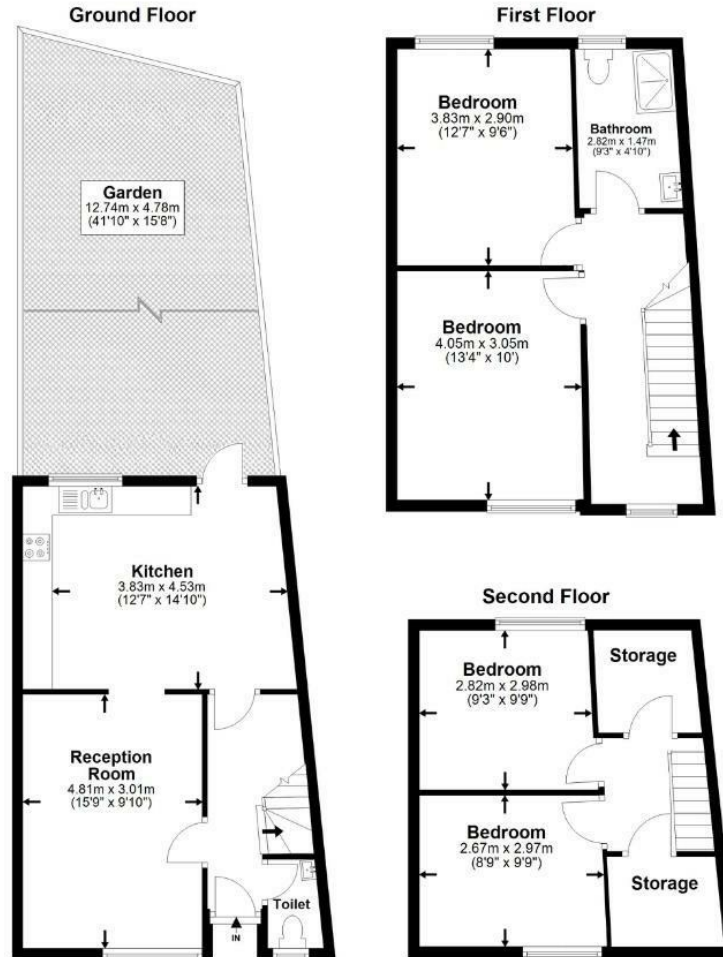 Ground Floor
Garden
12.74m x 4.78m
(41'10" x 15'8")
Kitchen
3.83m x 4.53m
(12'7" x 14'10")
Reception
Room
4.81m x 3.01m
(15'9" x 9'10")
Toilet
IN
First Floor
Bedroom
3.83m x 2.90m
(12'7" x 9'6")
Bathroom
2.82m x 1.47m
(9'3" x 4'10")
Bedroom
4.05m x 3.05m
(13'4" x 10')
Second Floor
Bedroom
2.82m x 2.98m
(9'3" x 9'9")
Storage
Bedroom
2.67m x 2.97m
(8'9" x 9'9")
Storage